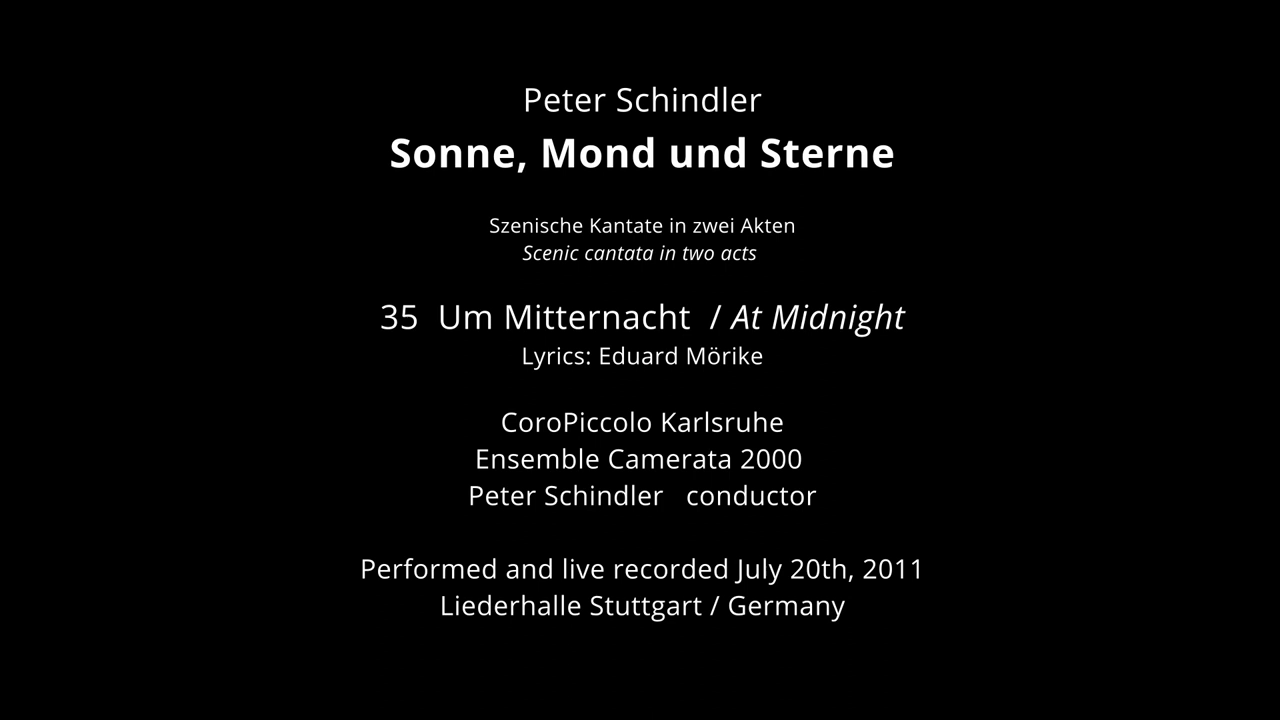 Peter Schindler
Sonne, Mond und Sterne
Szenische Kantate in zwei Akten
Scenic cantata in two acts
35 Um Mitternacht / At Midnight
Lyrics: Eduard Mörike
CoroPiccolo Karlsruhe
Ensemble Camerata 2000
Peter Schindler conductor
Performed and live recorded July 20th, 2011
Liederhalle Stuttgart / Germany